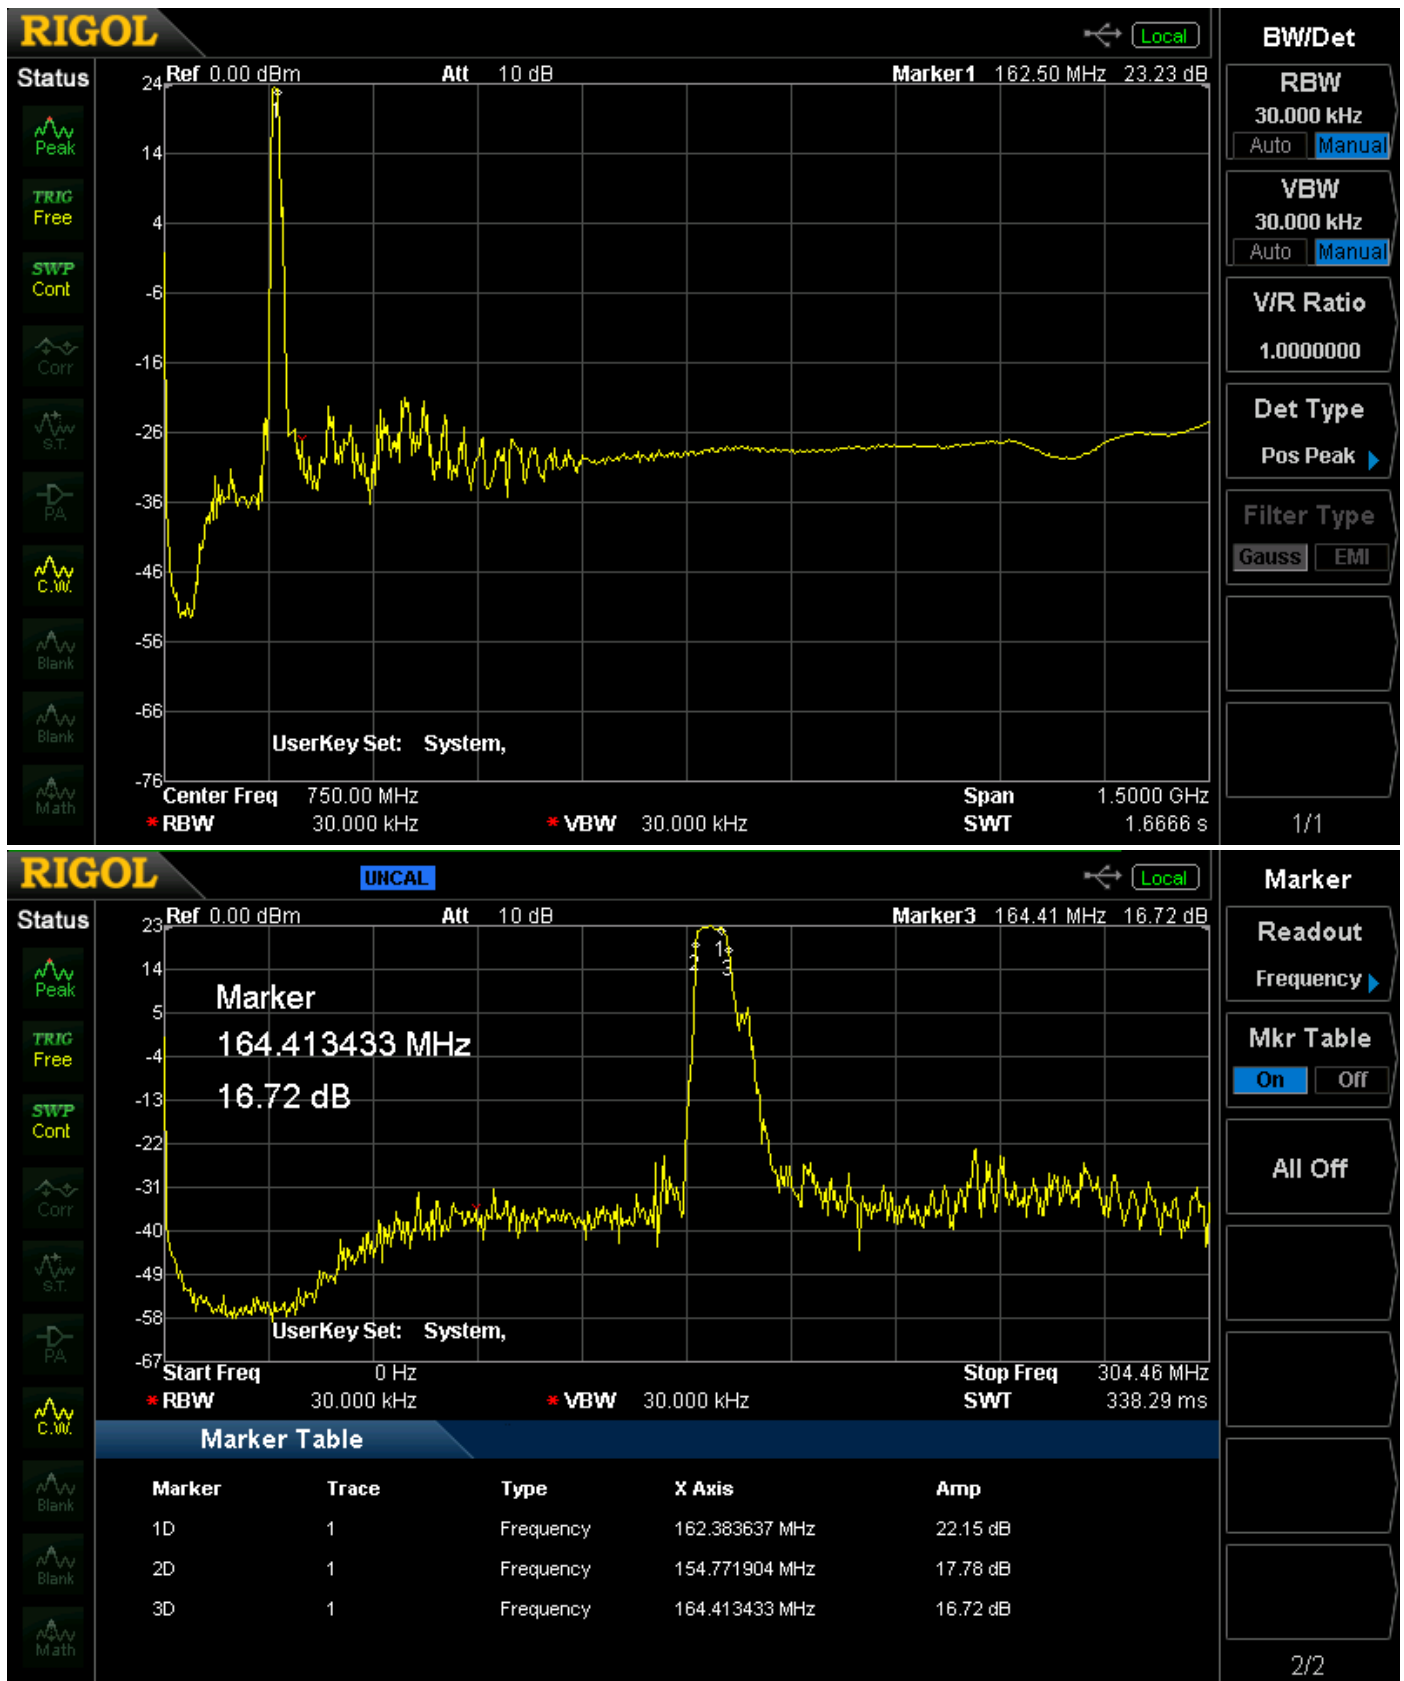 RIGOL
Local
BW/Det
Status
Ref 0.00 dBm Att 10 dB Marker1 162.50 MHz 23.23 dB
24
14
4
-6
-16
-26
-36
-46
-56
-66
-76
1
Peak
TRIG
Free
SWP
Cont
Corr
S.T.
PA
C.W.
Blank
Blank
Math
UserKey Set: System,
Center Freq 750.00 MHz Span 1.5000 GHz
* RBW 30.000 kHz * VBW 30.000 kHz SWT 1.6666 s
RBW
30.000 kHz
Auto Manual
VBW
30.000 kHz
Auto Manual
V/R Ratio
1.0000000
Det Type
Pos Peak
Filter Type
Gauss EMI
1/1
RIGOL
UNCAL
Local
Marker
Status
Ref 0.00 dBm Att 10 dB Marker3 164.41 MHz 16.72 dB
23
14
5
-4
-13
-22
-31
-40
-49
-58
-67
Marker
164.413433 MHz
16.72 dB
1
2
3
Peak
TRIG
Free
SWP
Cont
Corr
S.T.
PA
C.W.
Blank
Blank
Math
UserKey Set: System,
Start Freq 0 Hz Stop Freq 304.46 MHz
* RBW 30.000 kHz * VBW 30.000 kHz SWT 338.29 ms
Marker Table
Marker Trace Type X Axis Amp
1D 1 Frequency 162.383637 MHz 22.15 dB
2D 1 Frequency 154.771904 MHz 17.78 dB
3D 1 Frequency 164.413433 MHz 16.72 dB
Readout
Frequency
Mkr Table
On Off
All Off
2/2